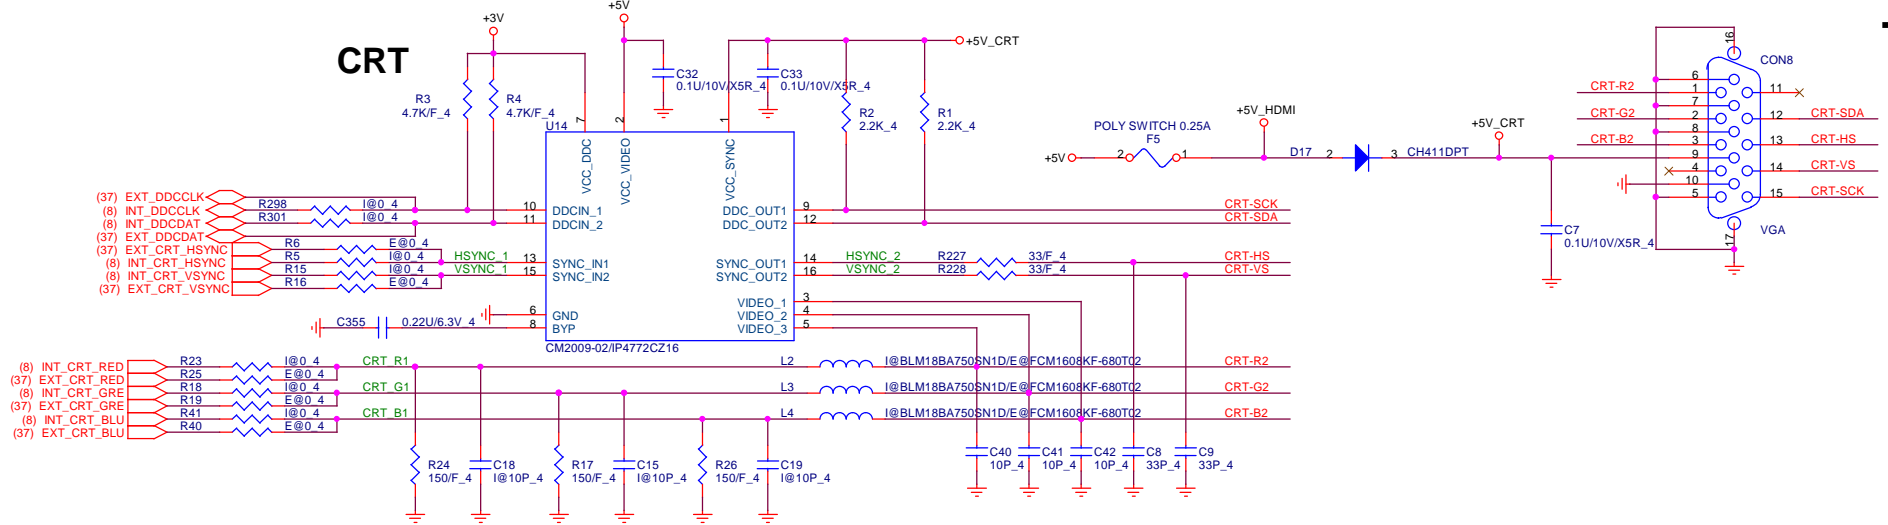 CRT
+3V
+5V
+5V_CRT
R3
4.7K/F_4
R4
4.7K/F_4
C32
0.1U/10V/X5R_4
C33
0.1U/10V/X5R_4
R2
2.2K_4
R1
2.2K_4
U14
7
2
1
VCC_DDC
VCC_VIDEO
VCC_SYNC
(37) EXT_DDCCLK
(8) INT_DDCCLK
(8) INT_DDCDAT
(37) EXT_DDCDAT
(37) EXT_CRT_HSYNC
(8) INT_CRT_HSYNC
(8) INT_CRT_VSYNC
(37) EXT_CRT_VSYNC
R298 I@0_4
R301 I@0_4
R6 E@0_4
R5 I@0_4
R15 I@0_4
R16 E@0_4
HSYNC_1
VSYNC_1
10 DDCIN_1
11 DDCIN_2
13 SYNC_IN1
15 SYNC_IN2
6 GND
8 BYP
C355 0.22U/6.3V_4
DDC_OUT1 9
DDC_OUT2 12
SYNC_OUT1 14
SYNC_OUT2 16
VIDEO_1 3
VIDEO_2 4
VIDEO_3 5
CM2009-02/IP4772CZ16
HSYNC_2 R227 33/F_4
VSYNC_2 R228 33/F_4
CRT-SCK
CRT-SDA
CRT-HS
CRT-VS
(8) INT_CRT_RED
(37) EXT_CRT_RED
(8) INT_CRT_GRE
(37) EXT_CRT_GRE
(8) INT_CRT_BLU
(37) EXT_CRT_BLU
R23 I@0_4
R25 E@0_4
R18 I@0_4
R19 E@0_4
R41 I@0_4
R40 E@0_4
CRT_R1
CRT_G1
CRT_B1
L2 I@BLM18BA750SN1D/E@FCM1608KF-680T02 CRT-R2
L3 I@BLM18BA750SN1D/E@FCM1608KF-680T02 CRT-G2
L4 I@BLM18BA750SN1D/E@FCM1608KF-680T02 CRT-B2
R24
150/F_4
C18
I@10P_4
R17
150/F_4
C15
I@10P_4
R26
150/F_4
C19
I@10P_4
C40
10P_4
C41
10P_4
C42
10P_4
C8
33P_4
C9
33P_4
POLY SWITCH 0.25A
F5
+5V
2
1
+5V_HDMI
D17
2
3
CH411DPT
+5V_CRT
C7
0.1U/10V/X5R_4
CON8
VGA
16
17
CRT-R2
CRT-G2
CRT-B2
6
1
7
2
8
3
9
4
10
5
11
12 CRT-SDA
13 CRT-HS
14 CRT-VS
15 CRT-SCK